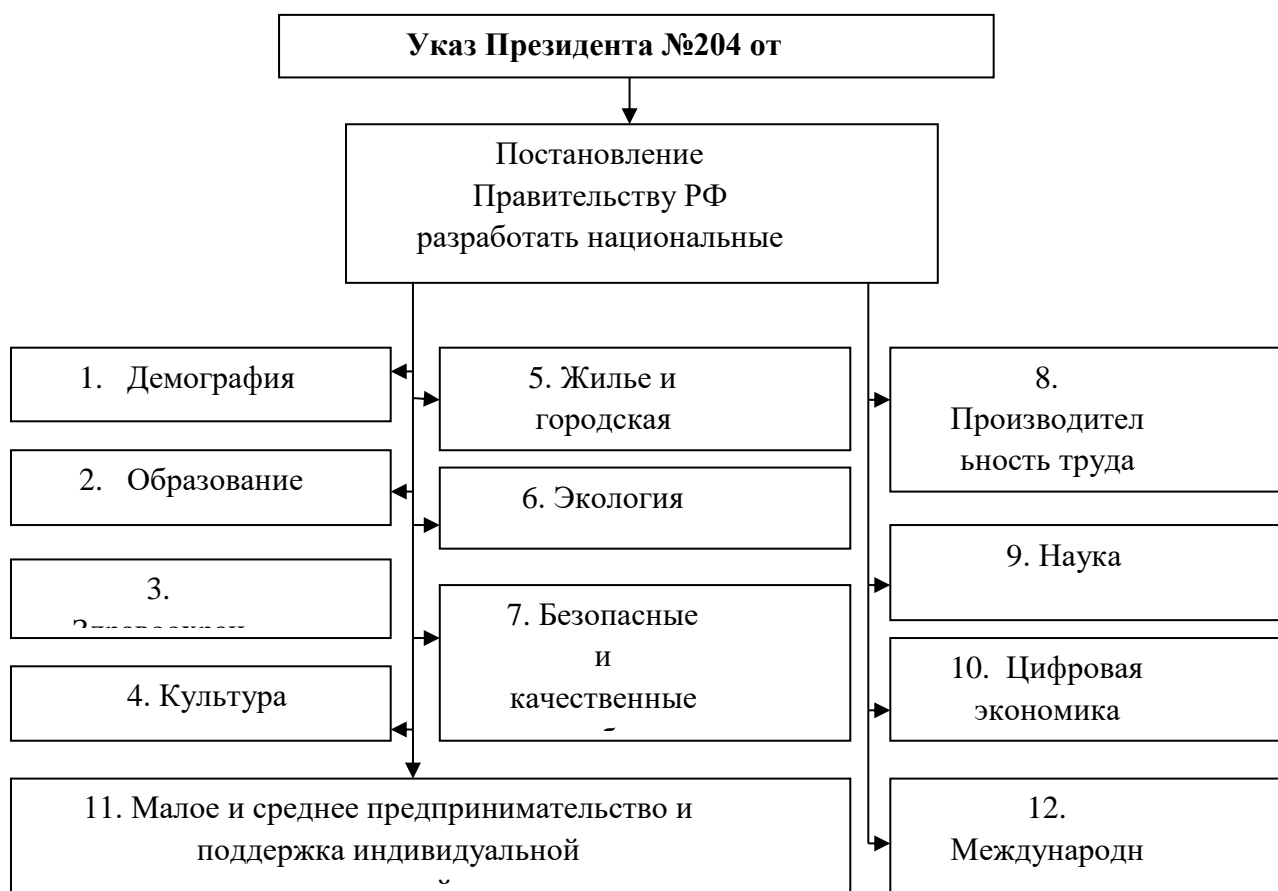 Указ Президента №204 от
Постановление
Правительству РФ
разработать национальные
1. Демография
2. Образование
3.
4. Культура
5. Жилье и
городская
6. Экология
7. Безопасные
и
качественные
8.
Производител
ьность труда
9. Наука
10. Цифровая
экономика
11. Малое и среднее предпринимательство и
поддержка индивидуальной
12.
Международн